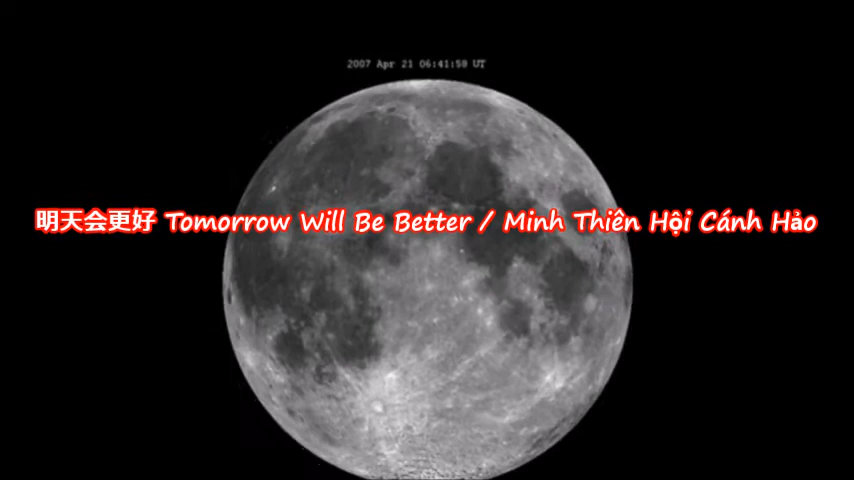 2007 Apr 21 06:41:59 UT
明天会更好 Tomorrow Will Be Better / Minh Thiên Hội Cánh Hảo